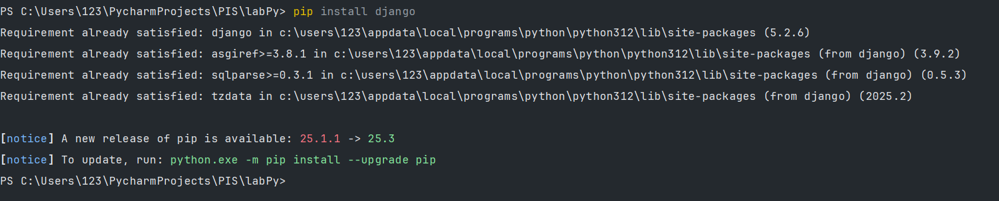 PS C:\Users\123\PycharmProjects\PIS\labPy> pip install django
Requirement already satisfied: django in c:\users\123\appdata\local\programs\python\python312\lib\site-packages (5.2.6)
Requirement already satisfied: asgiref>=3.8.1 in c:\users\123\appdata\local\programs\python\python312\lib\site-packages (from django) (3.9.2)
Requirement already satisfied: sqlparse>=0.3.1 in c:\users\123\appdata\local\programs\python\python312\lib\site-packages (from django) (0.5.3)
Requirement already satisfied: tzdata in c:\users\123\appdata\local\programs\python\python312\lib\site-packages (from django) (2025.2)
[notice] A new release of pip is available: 25.1.1 -> 25.3
[notice] To update, run: python.exe -m pip install --upgrade pip
PS C:\Users\123\PycharmProjects\PIS\labPy>